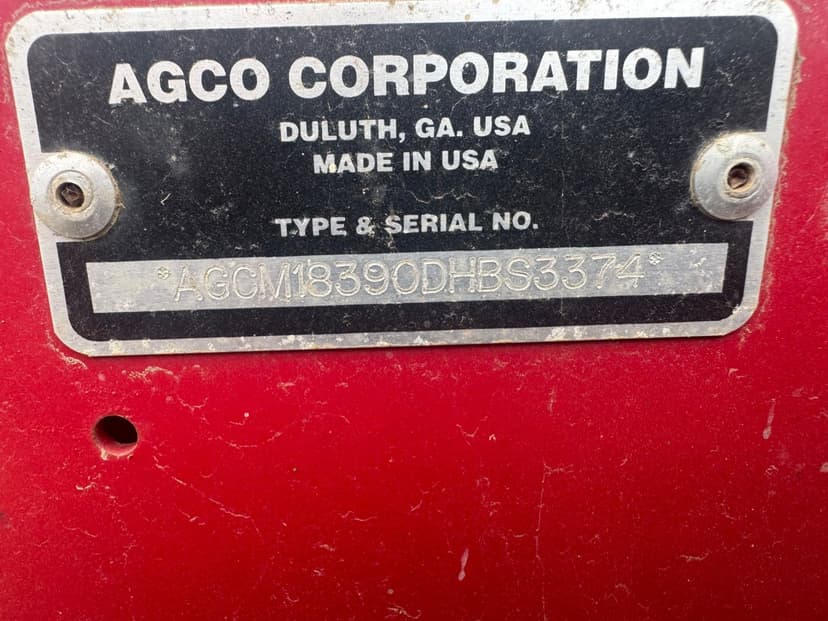 AGCO CORPORATION
DULUTH, GA. USA
MADE IN USA
TYPE & SERIAL NO.
*AGCM18390DHBS3374*